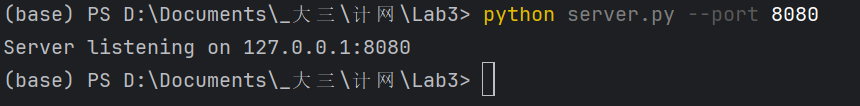 (base) PS D:\Documents\_大三\计网\Lab3> python server.py --port 8080
Server listening on 127.0.0.1:8080
(base) PS D:\Documents\_大三\计网\Lab3>